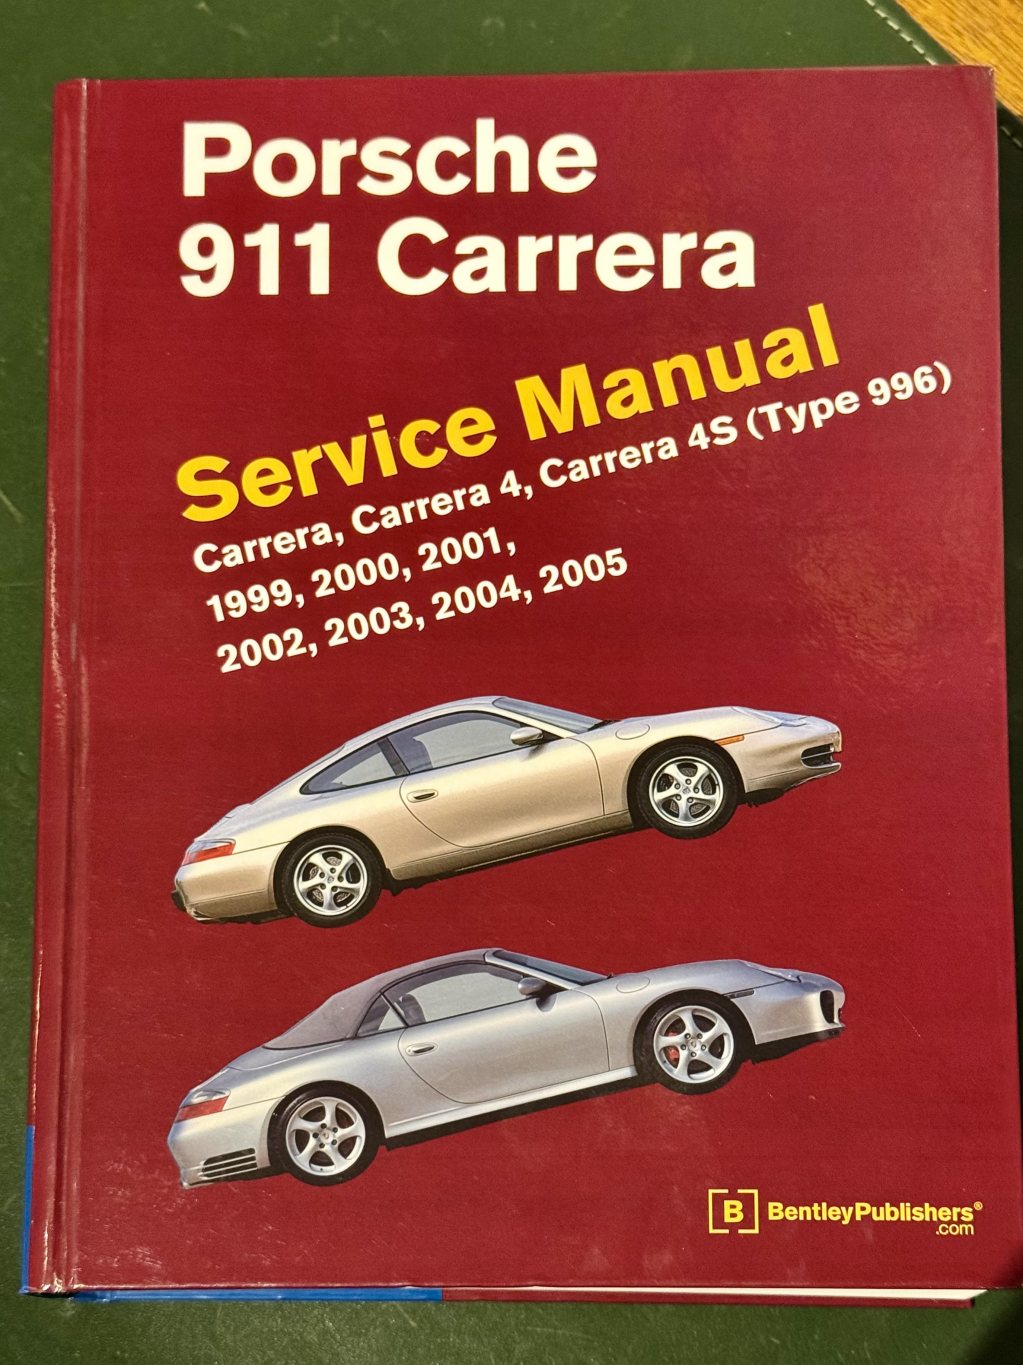 Porsche
911 Carrera
Service Manual
Carrera, Carrera 4, Carrera 4S (Type 996)
1999, 2000, 2001,
2002, 2003, 2004, 2005
B BentleyPublishers®
.com